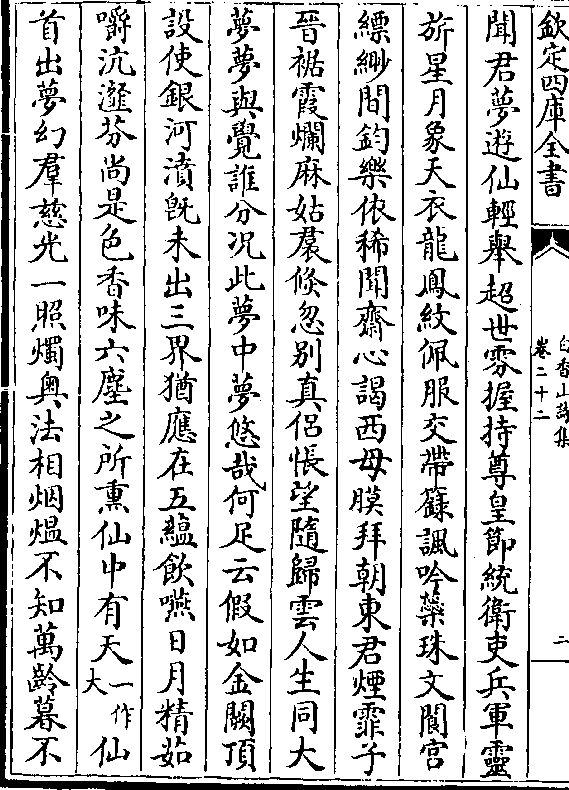 欽定四庫全書
白香山詩集
卷二十二
二
聞君夢遊仙輕舉超世雰握持尊皇節統衛吏兵軍靈
旂星月象天衣龍鳳紋佩服交帶籙諷吟蘂珠文閬宮
縹緲間鈞樂依稀聞齋心謁西母膜拜朝東君煙霏子
晉裾霞爛麻姑裙倏忽别真侶悵望隨歸雲人生同大
夢夢與覺誰分况此夢中夢悠哉何足云假如金闕頂
設使銀河濆既未出三界猶應在五藴飲嚥日月精茹
嚼沆瀣芬尚是色香味六塵之所熏仙中有天一作大仙
首出夢幻羣慈光一照燭奥法相烟煴不知萬齡暮不